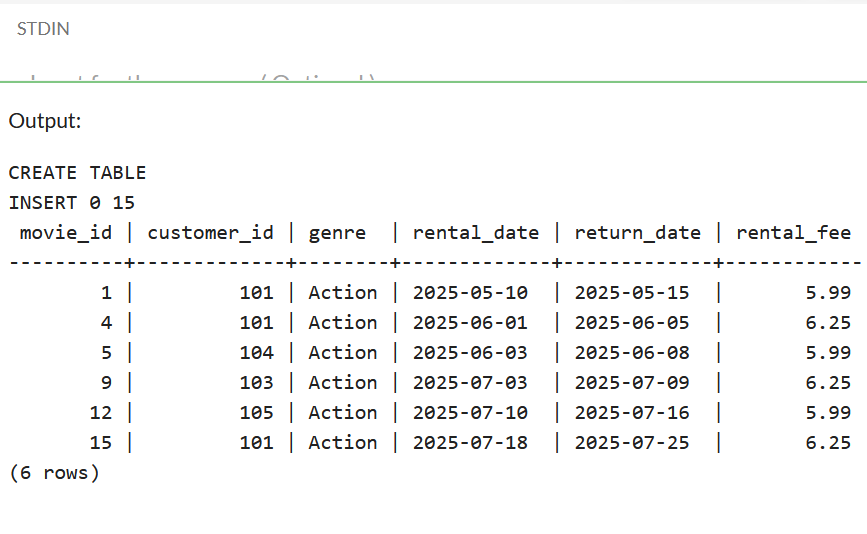 STDIN
Output:
CREATE TABLE
INSERT 0 15
 movie_id | customer_id | genre  | rental_date | return_date | rental_fee
----------+-------------+--------+-------------+-------------+------------
        1 |         101 | Action | 2025-05-10  | 2025-05-15  |       5.99
        4 |         101 | Action | 2025-06-01  | 2025-06-05  |       6.25
        5 |         104 | Action | 2025-06-03  | 2025-06-08  |       5.99
        9 |         103 | Action | 2025-07-03  | 2025-07-09  |       6.25
       12 |         105 | Action | 2025-07-10  | 2025-07-16  |       5.99
       15 |         101 | Action | 2025-07-18  | 2025-07-25  |       6.25
(6 rows)